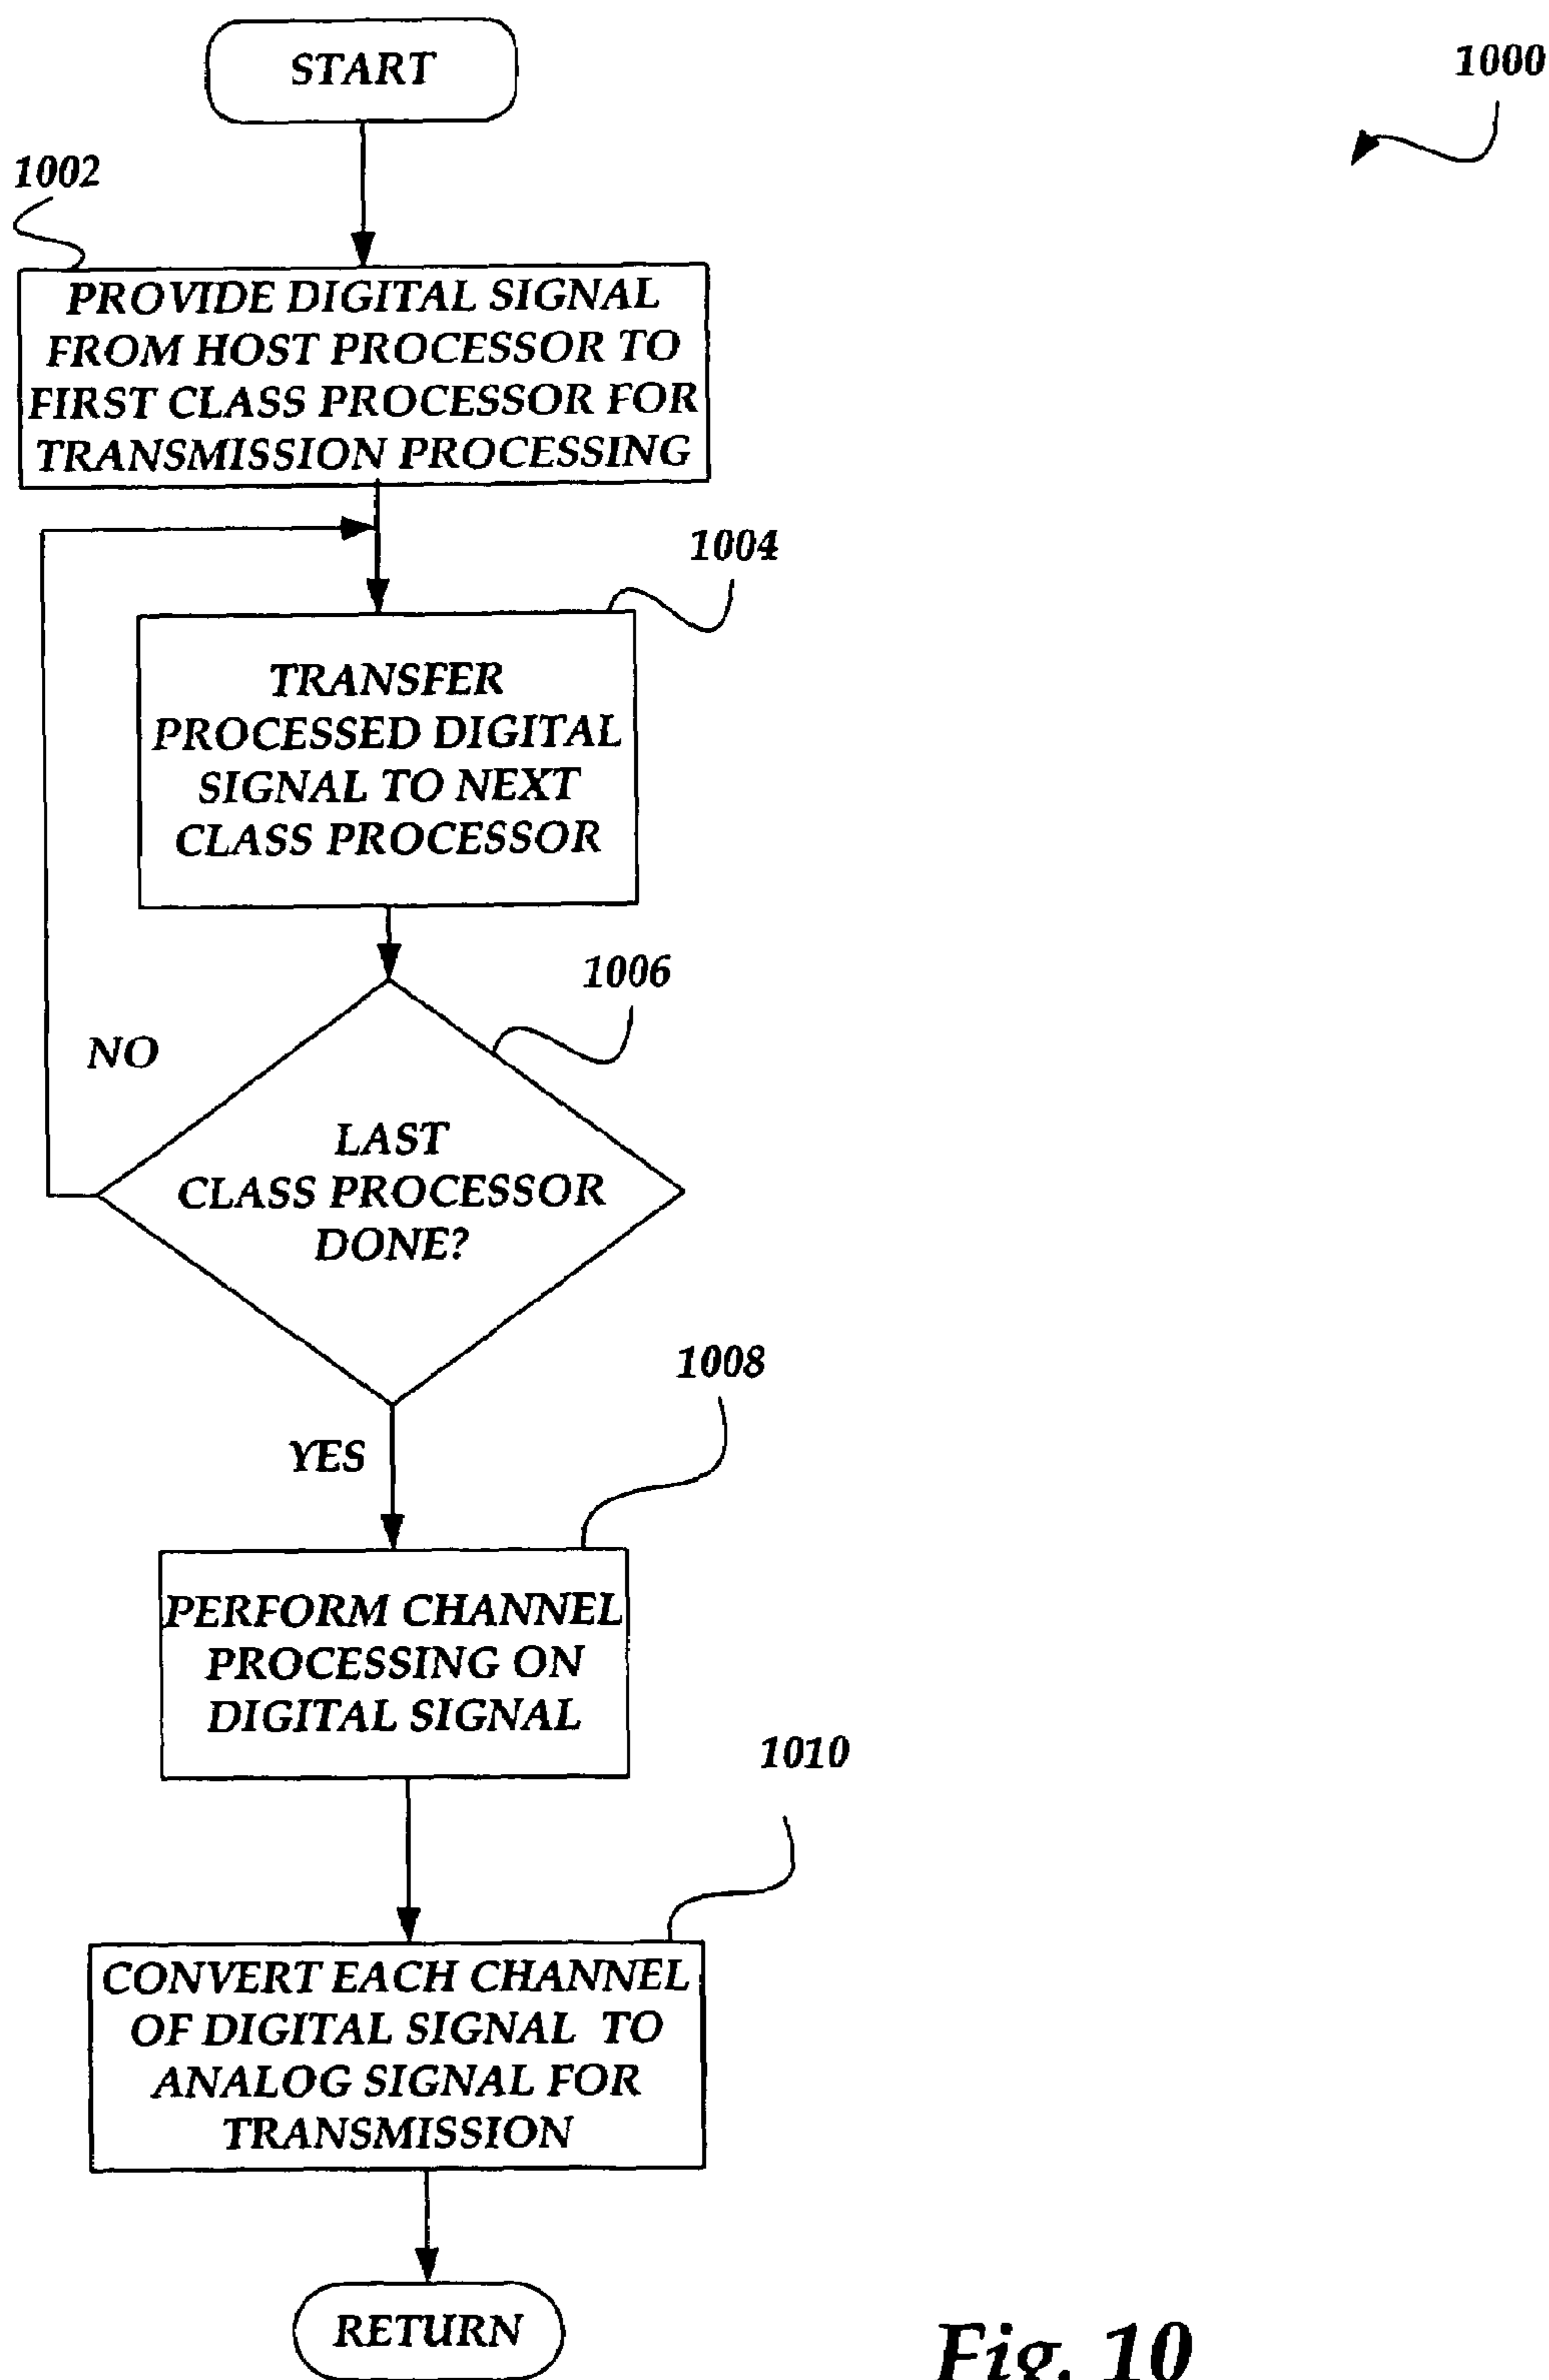 START
1000
1002
PROVIDE DIGITAL SIGNAL
FROM HOST PROCESSOR TO
FIRST CLASS PROCESSOR FOR
TRANSMISSION PROCESSING
1004
TRANSFER
PROCESSED DIGITAL
SIGNAL TO NEXT
CLASS PROCESSOR
1006
NO
LAST
CLASS PROCESSOR
DONE?
1008
YES
PERFORM CHANNEL
PROCESSING ON
DIGITAL SIGNAL
1010
CONVERT EACH CHANNEL
OF DIGITAL SIGNAL TO
ANALOG SIGNAL FOR
TRANSMISSION
RETURN
Fig. 10